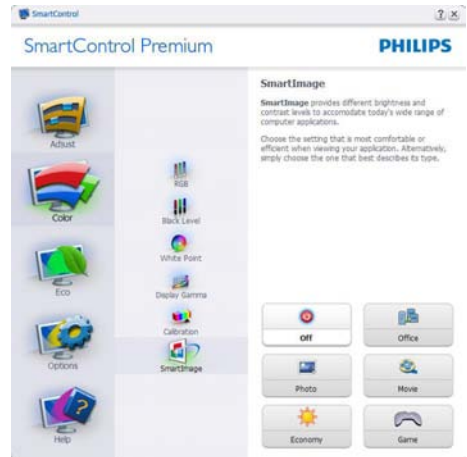 SmartControl
SmartControl Premium
PHILIPS
Adjust
Color
Eco
Options
Help
RGB
Black Level
White Point
Display Gamma
Calibration
SmartImage
SmartImage
SmartImage provides different brightness and
contrast levels to accomodate today's wide range of
computer applications.
Choose the setting that is most comfortable or
efficient when viewing your application. Alternatively,
simply choose the one that best describes its type.
Off
Office
Photo
Movie
Economy
Game